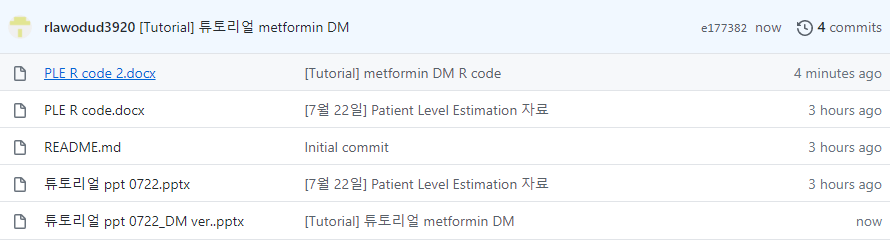 rlawodud3920 [Tutorial] 튜토리얼 metformin DM e177382 now 4 commits
PLE R code 2.docx [Tutorial] metformin DM R code 4 minutes ago
PLE R code.docx [7월 22일] Patient Level Estimation 자료 3 hours ago
README.md Initial commit 3 hours ago
튜토리얼 ppt 0722.pptx [7월 22일] Patient Level Estimation 자료 3 hours ago
튜토리얼 ppt 0722_DM ver..pptx [Tutorial] 튜토리얼 metformin DM now